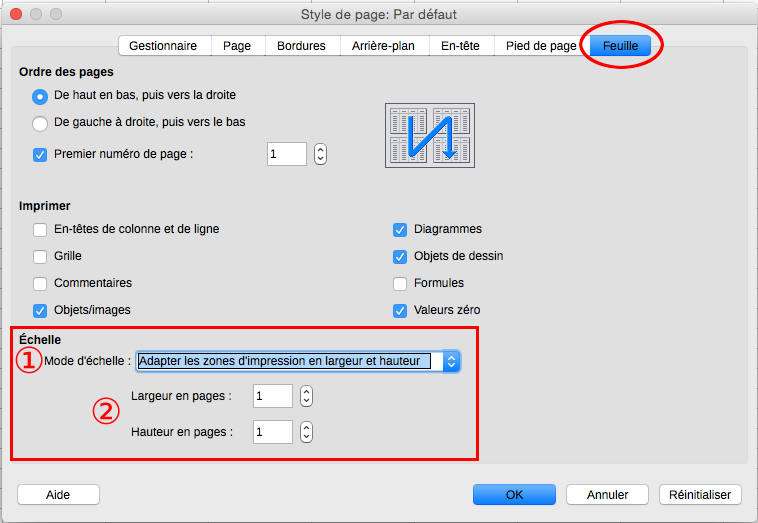 Style de page: Par défaut
Gestionnaire Page Bordures Arrière-plan En-tête Pied de page Feuille
Ordre des pages
De haut en bas, puis vers la droite
De gauche à droite, puis vers le bas
Premier numéro de page : 1
Imprimer
En-têtes de colonne et de ligne Diagrammes
Grille Objets de dessin
Commentaires Formules
Objets/images Valeurs zéro
Échelle
① Mode d'échelle : Adapter les zones d'impression en largeur et hauteur
② Largeur en pages : 1
Hauteur en pages : 1
Aide OK Annuler Réinitialiser